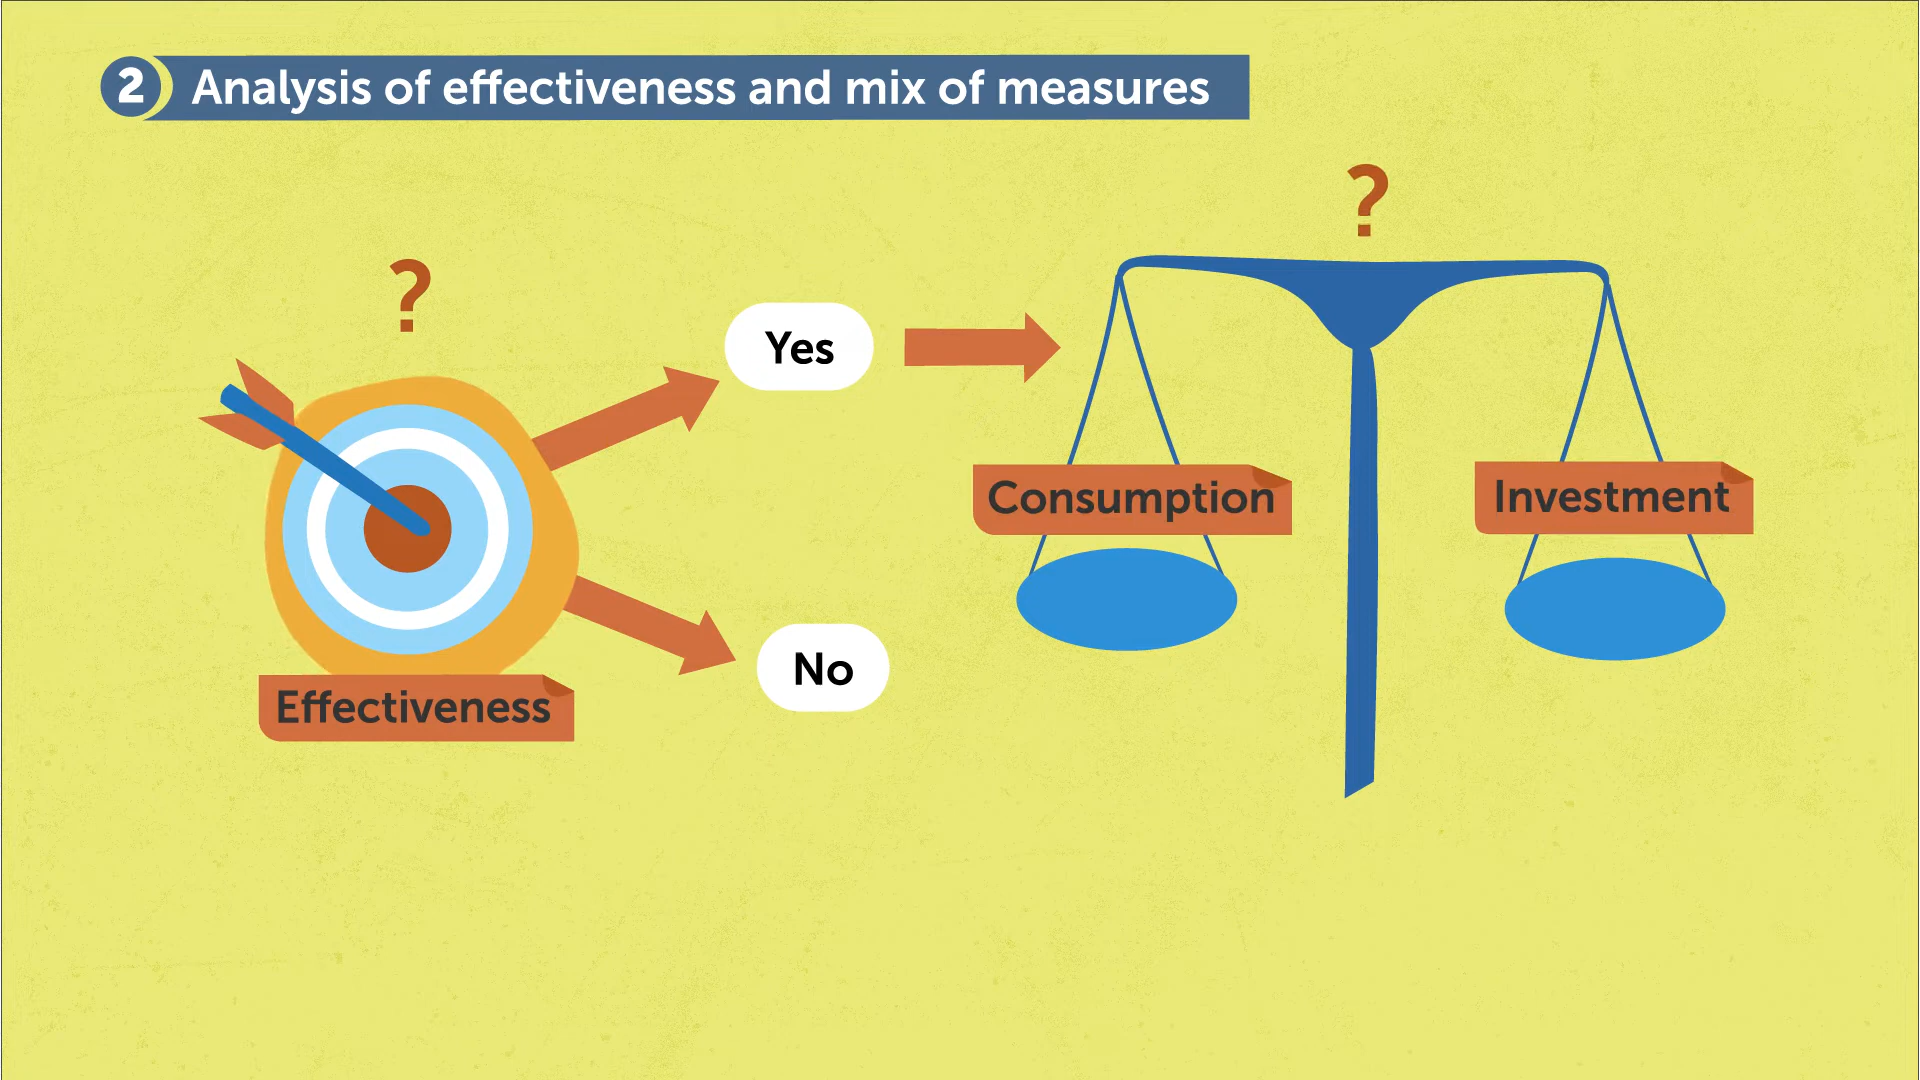 2 Analysis of effectiveness and mix of measures
?
?
Yes
Consumption
Investment
No
Effectiveness